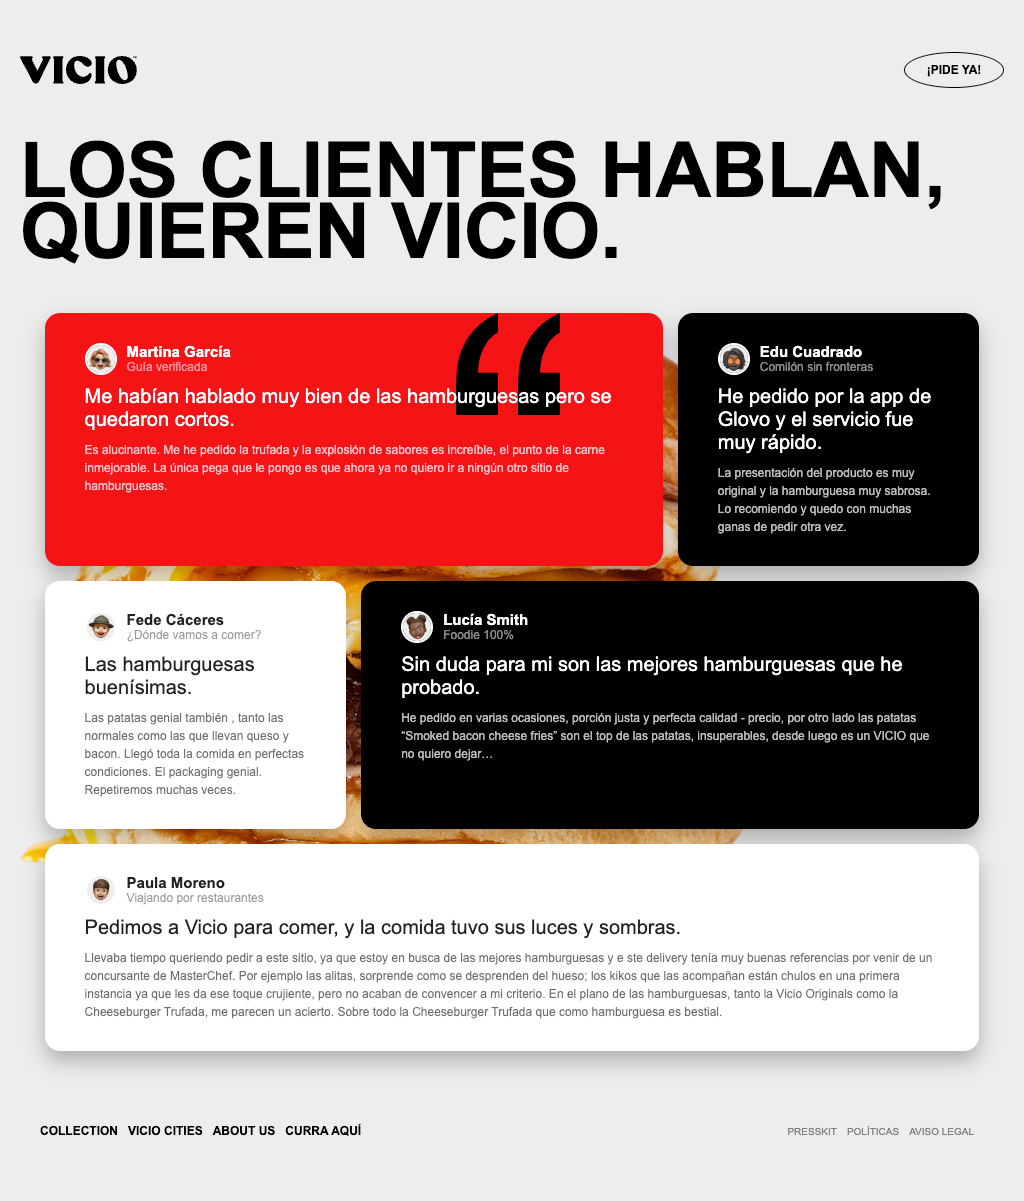 VICIO
¡PIDE YA!
LOS CLIENTES HABLAN,
QUIEREN VICIO.
“
Martina García
Guía verificada
Me habían hablado muy bien de las hamburguesas pero se
quedaron cortos.
Es alucinante. Me he pedido la trufada y la explosión de sabores es increíble, el punto de la carne
inmejorable. La única pega que le pongo es que ahora ya no quiero ir a ningún otro sitio de
hamburguesas.
Edu Cuadrado
Comilón sin fronteras
He pedido por la app de
Glovo y el servicio fue
muy rápido.
La presentación del producto es muy
original y la hamburguesa muy sabrosa.
Lo recomiendo y quedo con muchas
ganas de pedir otra vez.
Fede Cáceres
¿Dónde vamos a comer?
Las hamburguesas
buenísimas.
Las patatas genial también , tanto las
normales como las que llevan queso y
bacon. Llegó toda la comida en perfectas
condiciones. El packaging genial.
Repetiremos muchas veces.
Lucía Smith
Foodie 100%
Sin duda para mi son las mejores hamburguesas que he
probado.
He pedido en varias ocasiones, porción justa y perfecta calidad - precio, por otro lado las patatas
“Smoked bacon cheese fries” son el top de las patatas, insuperables, desde luego es un VICIO que
no quiero dejar…
Paula Moreno
Viajando por restaurantes
Pedimos a Vicio para comer, y la comida tuvo sus luces y sombras.
Llevaba tiempo queriendo pedir a este sitio, ya que estoy en busca de las mejores hamburguesas y e ste delivery tenía muy buenas referencias por venir de un
concursante de MasterChef. Por ejemplo las alitas, sorprende como se desprenden del hueso; los kikos que las acompañan están chulos en una primera
instancia ya que les da ese toque crujiente, pero no acaban de convencer a mi criterio. En el plano de las hamburguesas, tanto la Vicio Originals como la
Cheeseburger Trufada, me parecen un acierto. Sobre todo la Cheeseburger Trufada que como hamburguesa es bestial.
COLLECTION VICIO CITIES ABOUT US CURRA AQUÍ
PRESSKIT POLÍTICAS AVISO LEGAL